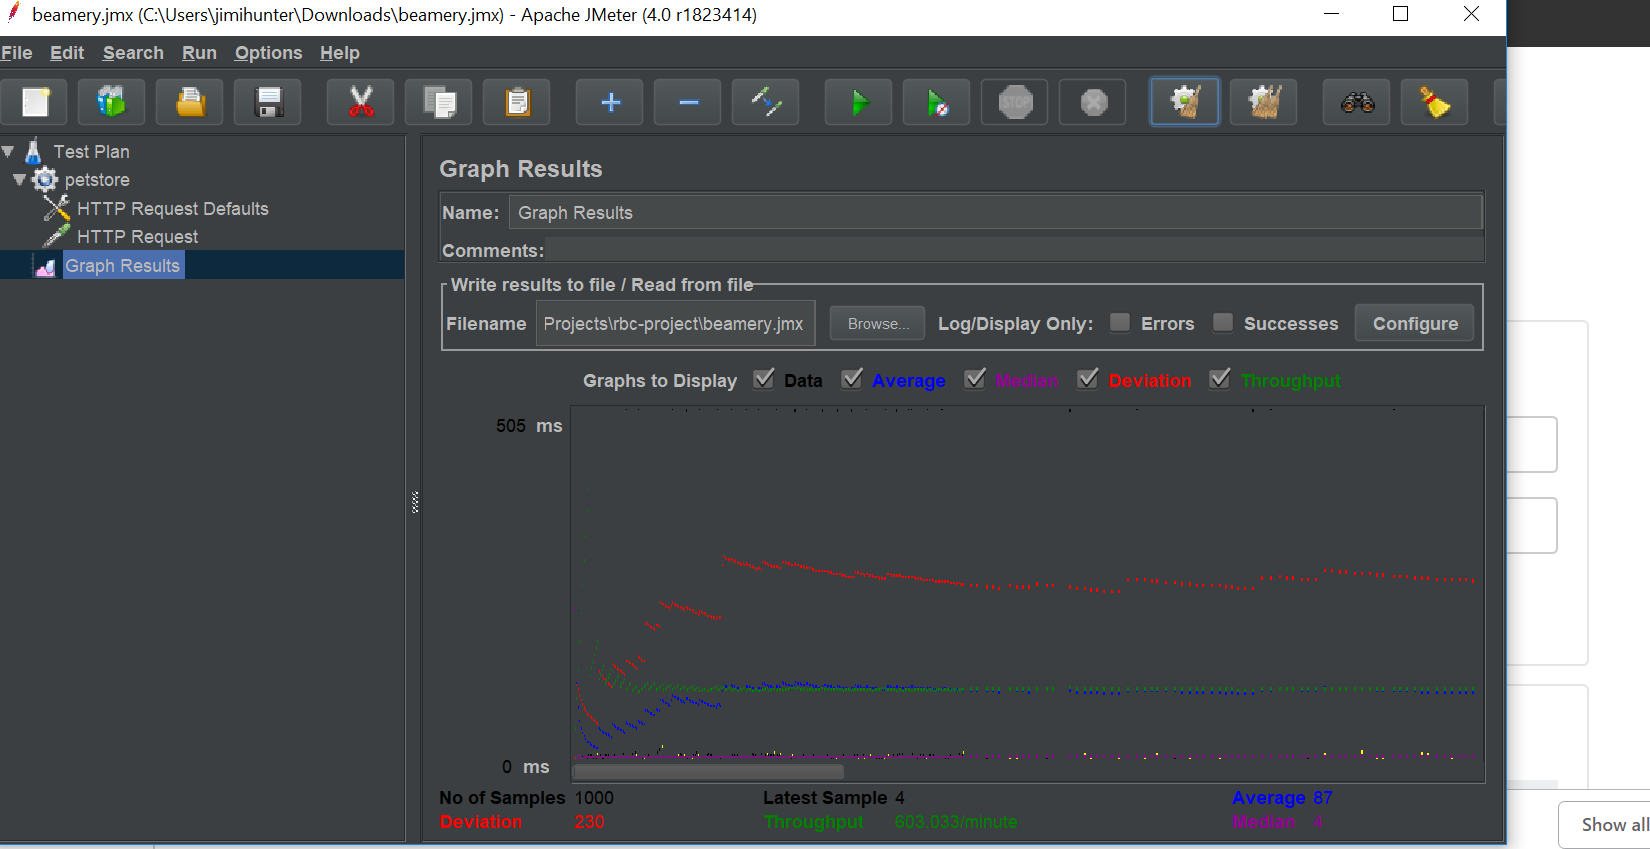 beamery.jmx (C:\Users\jimihunter\Downloads\beamery.jmx) - Apache JMeter (4.0 r1823414)
File Edit Search Run Options Help
STOP
Test Plan
petstore
HTTP Request Defaults
HTTP Request
Graph Results
Graph Results
Name: Graph Results
Comments:
Write results to file / Read from file
Filename Projects\rbc-project\beamery.jmx Browse... Log/Display Only: Errors Successes Configure
Graphs to Display Data Average Median Deviation Throughput
505 ms
0 ms
No of Samples 1000 Latest Sample 4 Average 87
Deviation 230 Throughput 603.033/minute Median 4
Show all